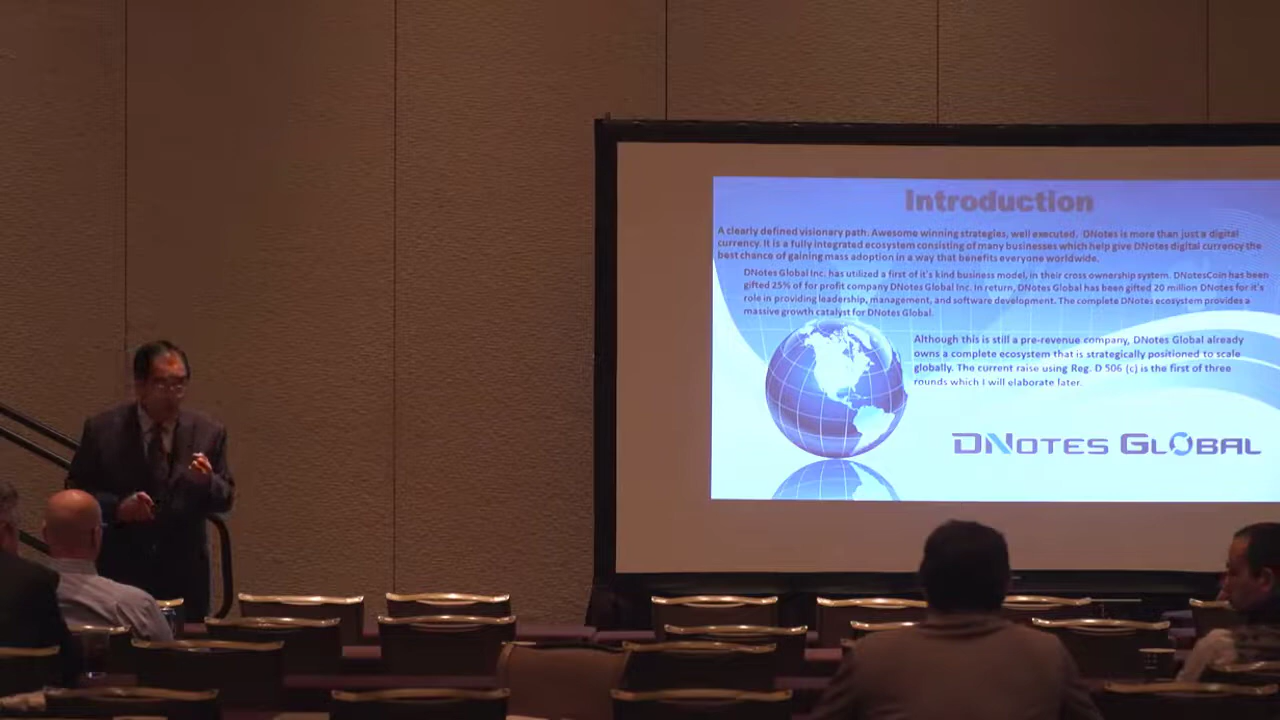 Introduction
A clearly defined visionary path. Awesome winning strategies, well executed. DNotes is more than just a digital
currency. It is a fully integrated ecosystem consisting of many businesses which help give DNotes digital currency the
best chance of gaining mass adoption in a way that benefits everyone worldwide.
DNotes Global Inc. has utilized a first of it's kind business model, in their cross ownership system. DNotesCoin has been
gifted 25% of for profit company DNotes Global Inc. In return, DNotes Global has been gifted 20 million DNotes for it's
role in providing leadership, management, and software development. The complete DNotes ecosystem provides a
massive growth catalyst for DNotes Global.
Although this is still a pre-revenue company, DNotes Global already
owns a complete ecosystem that is strategically positioned to scale
globally. The current raise using Reg. D 506 (c) is the first of three
rounds which I will elaborate later.
DNOTES GLOBAL